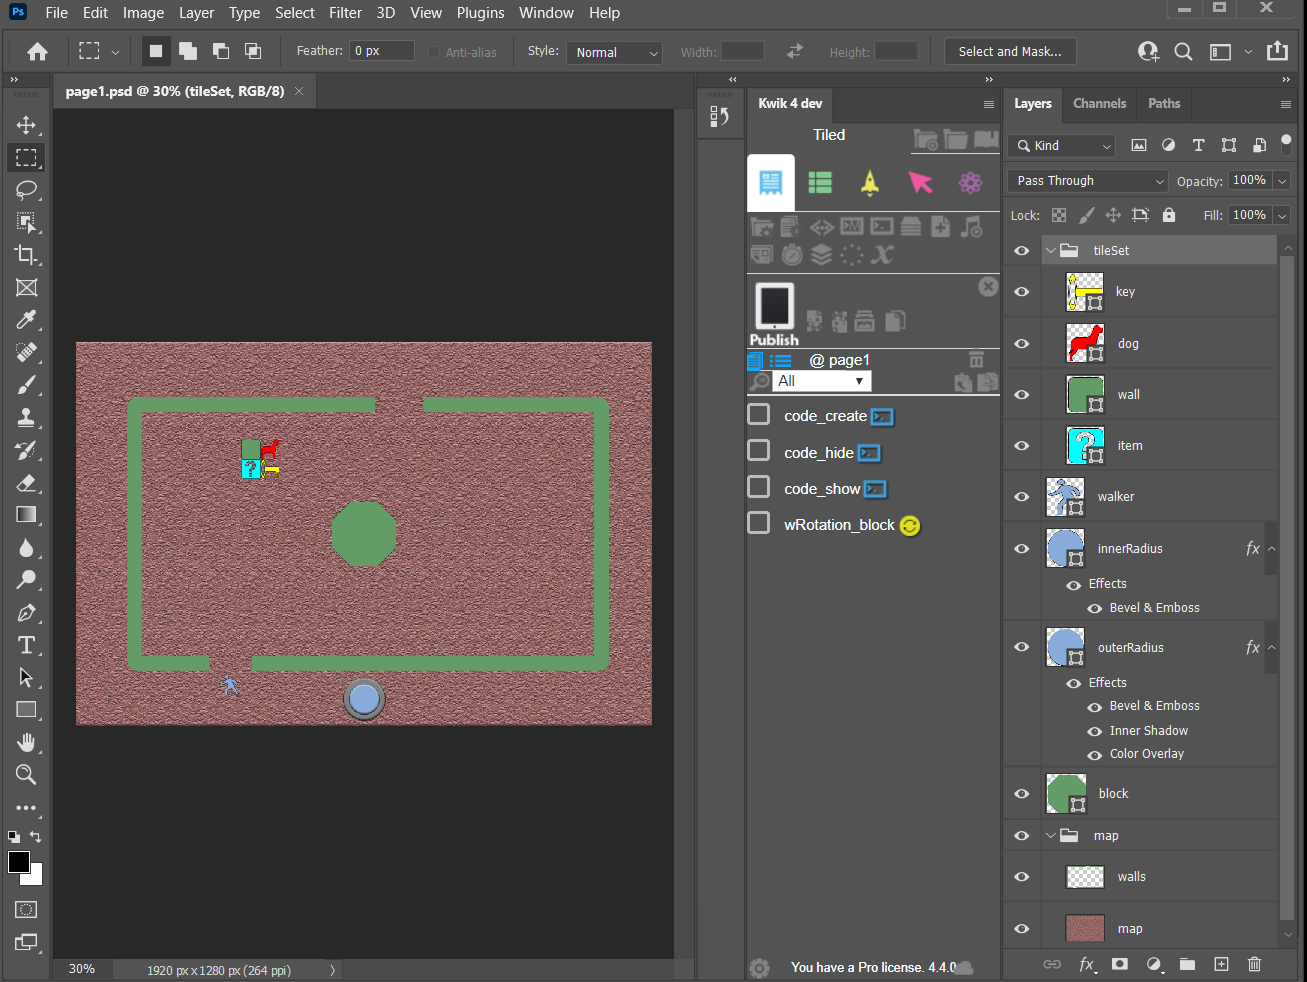 Ps File Edit Image Layer Type Select Filter 3D View Plugins Window Help
Feather: 0 px Anti-alias Style: Normal Width: Height: Select and Mask...
page1.psd @ 30% (tileSet, RGB/8) ×
30% 1920 px x 1280 px (264 ppi)
Kwik 4 dev
Tiled
Publish
@ page1
All
code_create
code_hide
code_show
wRotation_block
You have a Pro license. 4.4.0
Layers Channels Paths
Kind
Pass Through Opacity: 100%
Lock: Fill: 100%
tileSet
key
dog
wall
item
walker
innerRadius fx
Effects
Bevel & Emboss
outerRadius fx
Effects
Bevel & Emboss
Inner Shadow
Color Overlay
block
map
walls
map
fx